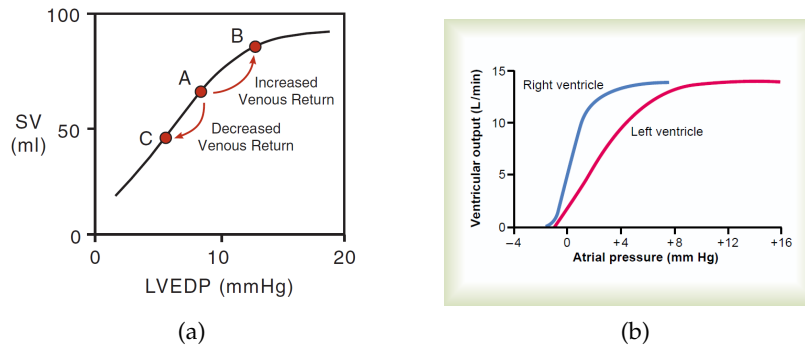 100
B
A
Increased
Venous Return
SV
(ml)
50
C
Decreased
Venous Return
0
0
10
20
LVEDP (mmHg)
(a)
Ventricular output (L/min)
15
Right ventricle
10
Left ventricle
5
0
−4
0
+4
+8
+12
+16
Atrial pressure (mm Hg)
(b)